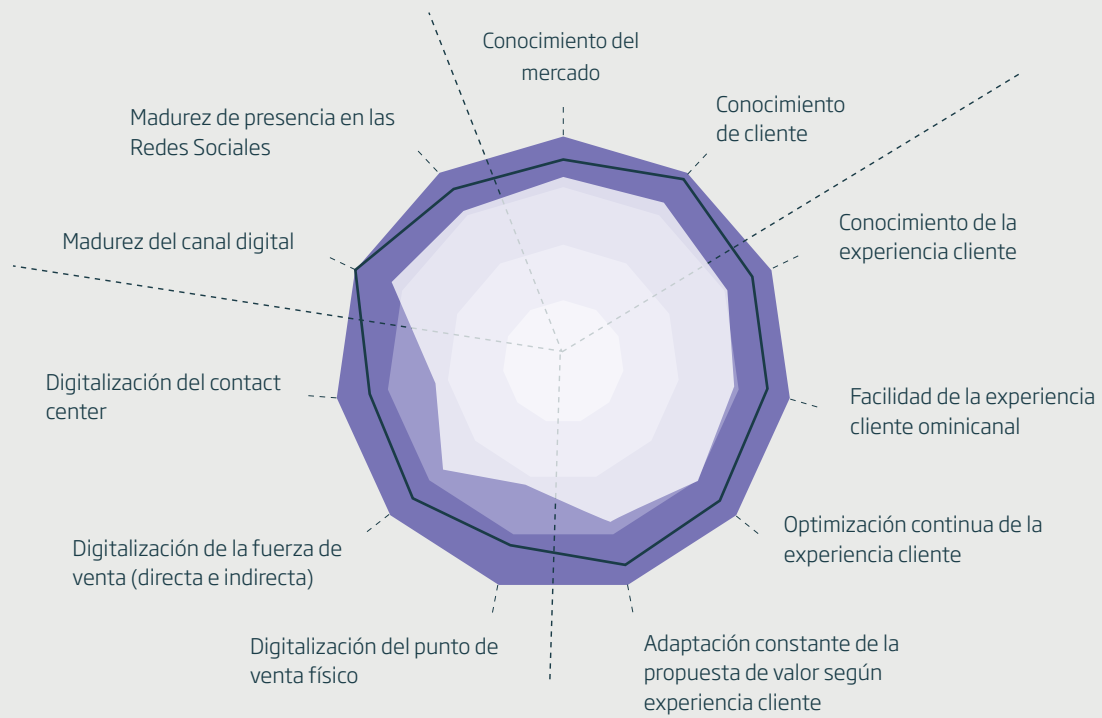 Conocimiento del
mercado
Conocimiento
de cliente
Conocimiento de la
experiencia cliente
Facilidad de la experiencia
cliente ominicanal
Optimización continua de la
experiencia cliente
Adaptación constante de la
propuesta de valor según
experiencia cliente
Digitalización del punto de
venta físico
Digitalización de la fuerza de
venta (directa e indirecta)
Digitalización del contact
center
Madurez del canal digital
Madurez de presencia en las
Redes Sociales